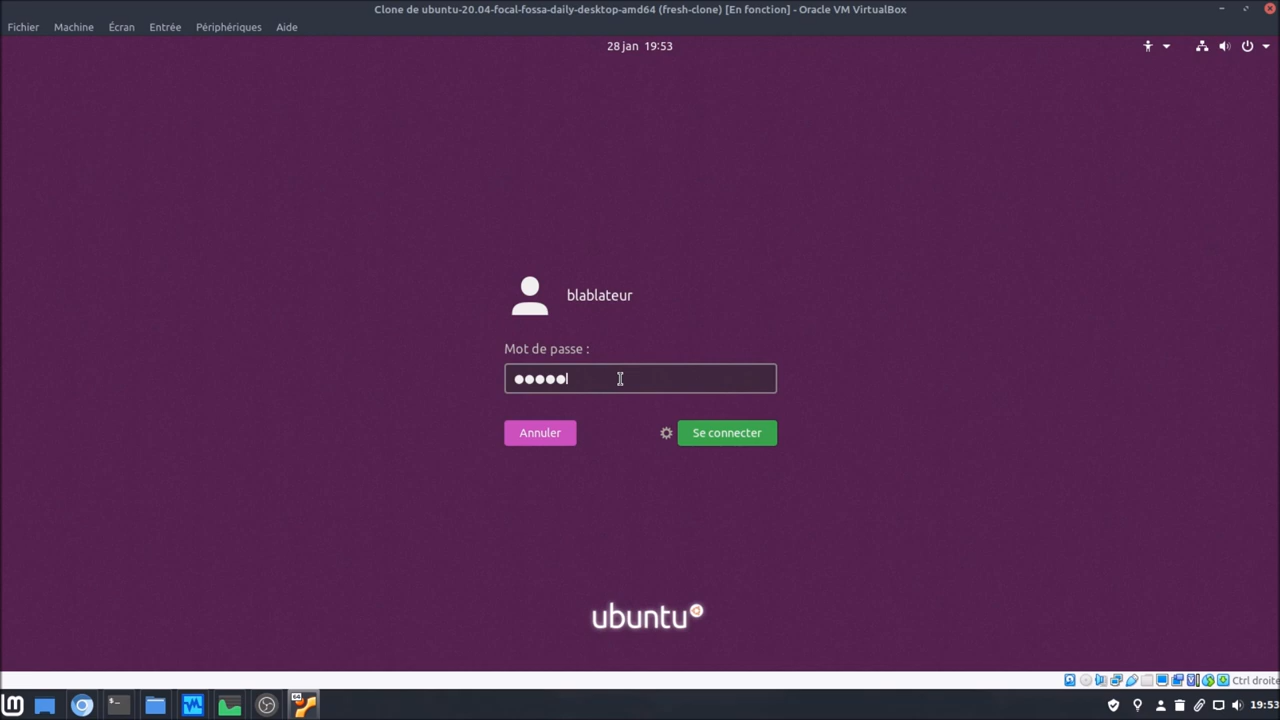 Clone de ubuntu-20.04-focal-fossa-daily-desktop-amd64 (fresh-clone) [En fonction] - Oracle VM VirtualBox
Fichier Machine Écran Entrée Périphériques Aide
28 jan 19:53
blablateur
Mot de passe :
Annuler Se connecter
ubuntu
Ctrl droite
64
19:53